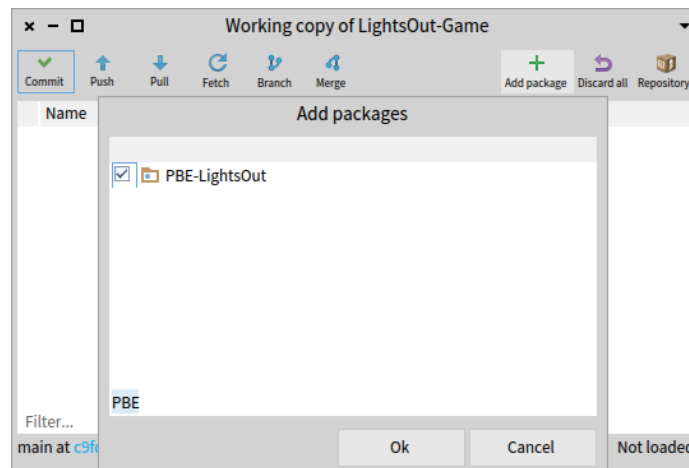 Working copy of LightsOut-Game
Commit Push Pull Fetch Branch Merge Add package Discard all Repository
Name
Add packages
PBE-LightsOut
PBE
Filter...
Ok Cancel
main at Not loaded